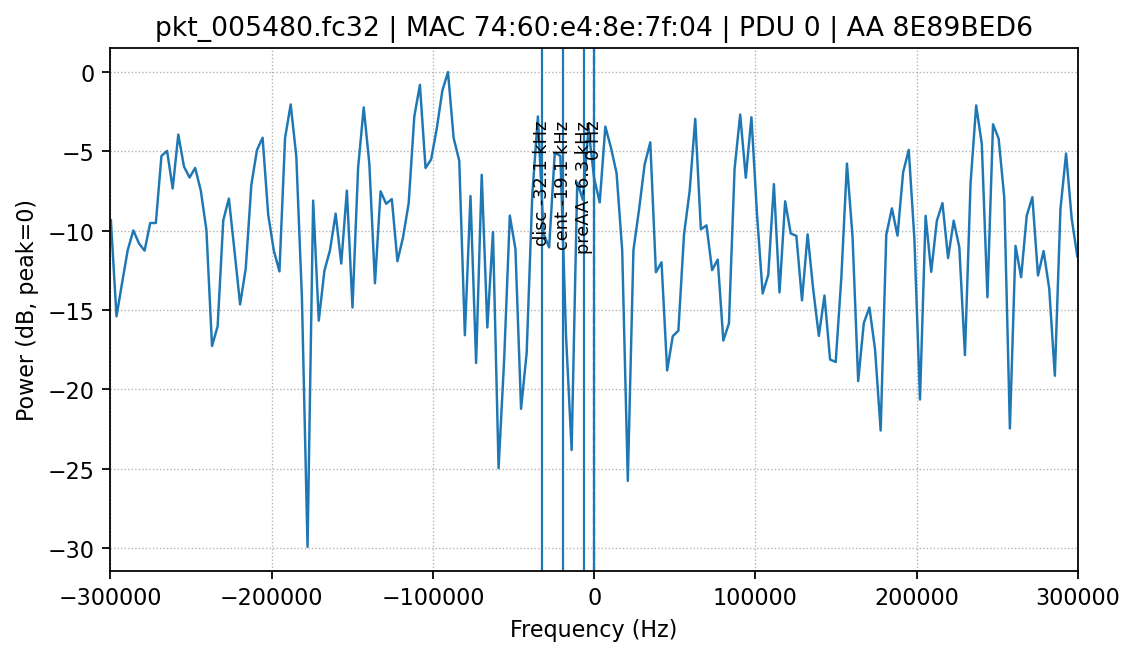 pkt_005480.fc32 | MAC 74:60:e4:8e:7f:04 | PDU 0 | AA 8E89BED6
Power (dB, peak=0)
0
−5
−10
−15
−20
−25
−30
disc -32.1 kHz
cent -19.1 kHz
preAA -6.3 kHz
0 Hz
−300000
−200000
−100000
0
100000
200000
300000
Frequency (Hz)